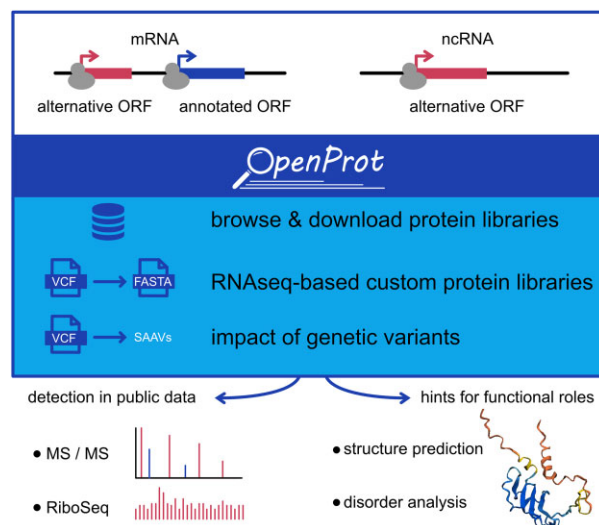 mRNA
ncRNA
alternative ORF
annotated ORF
alternative ORF
OpenProt
browse & download protein libraries
VCF
FASTA
RNAseq-based custom protein libraries
VCF
SAAVs
impact of genetic variants
detection in public data
hints for functional roles
● MS / MS
● structure prediction
● RiboSeq
● disorder analysis